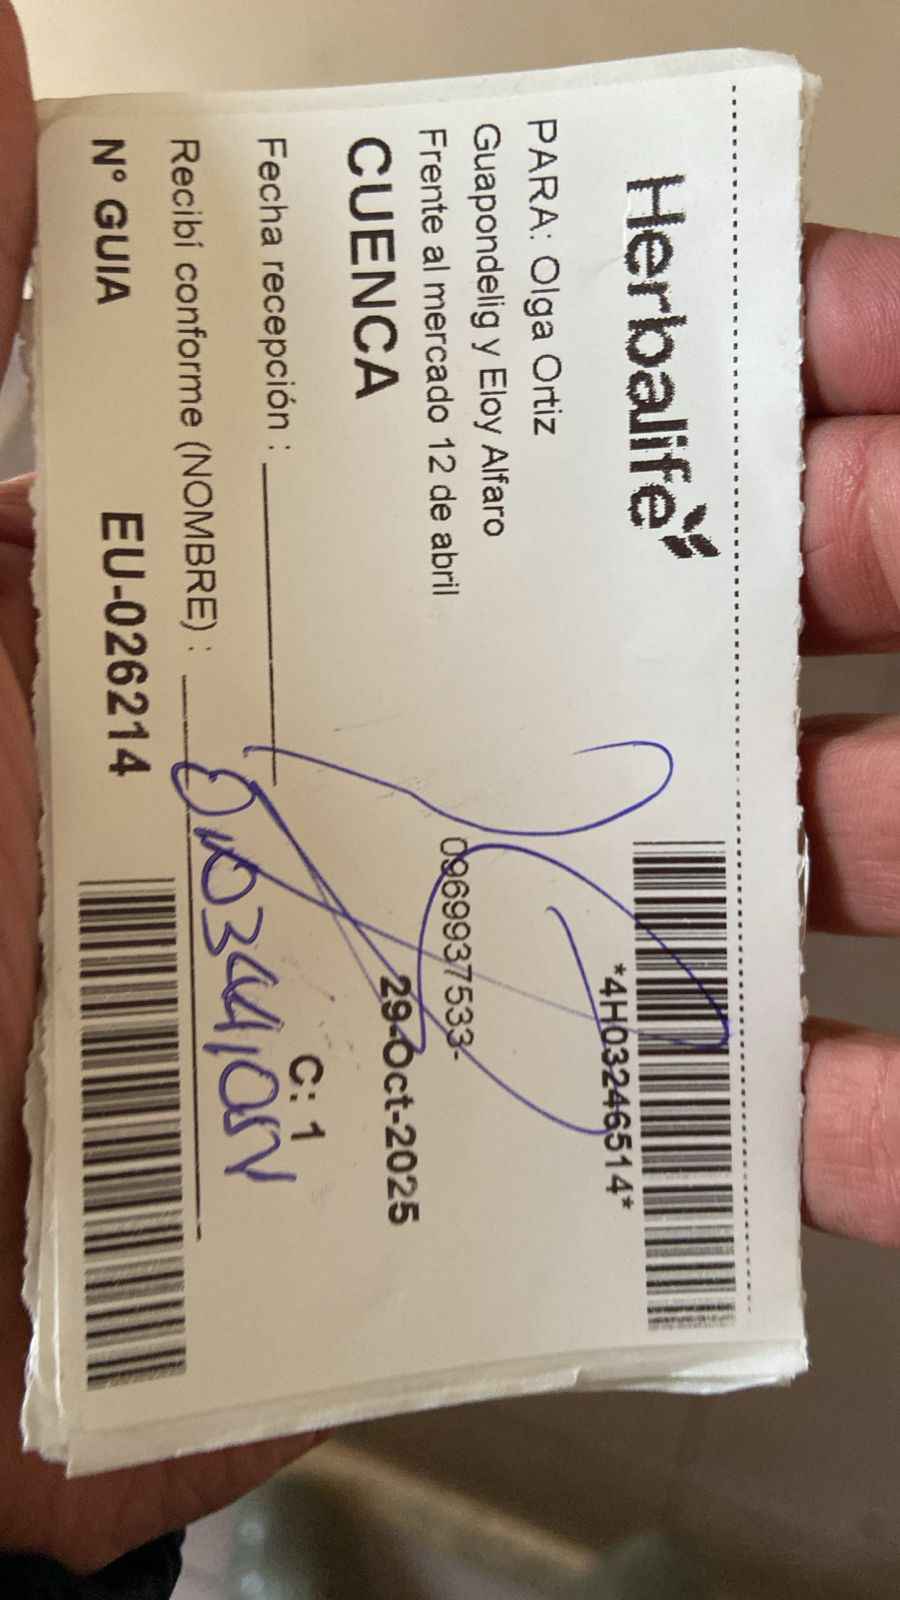 Herbalife
*4H03246514*
PARA: Olga Ortiz
Guapondelig y Eloy Alfaro
Frente al mercado 12 de abril
0969937533-
CUENCA
29-Oct-2025
Fecha recepción :
C: 1
Recibí conforme (NOMBRE) :
N° GUIA
EU-026214